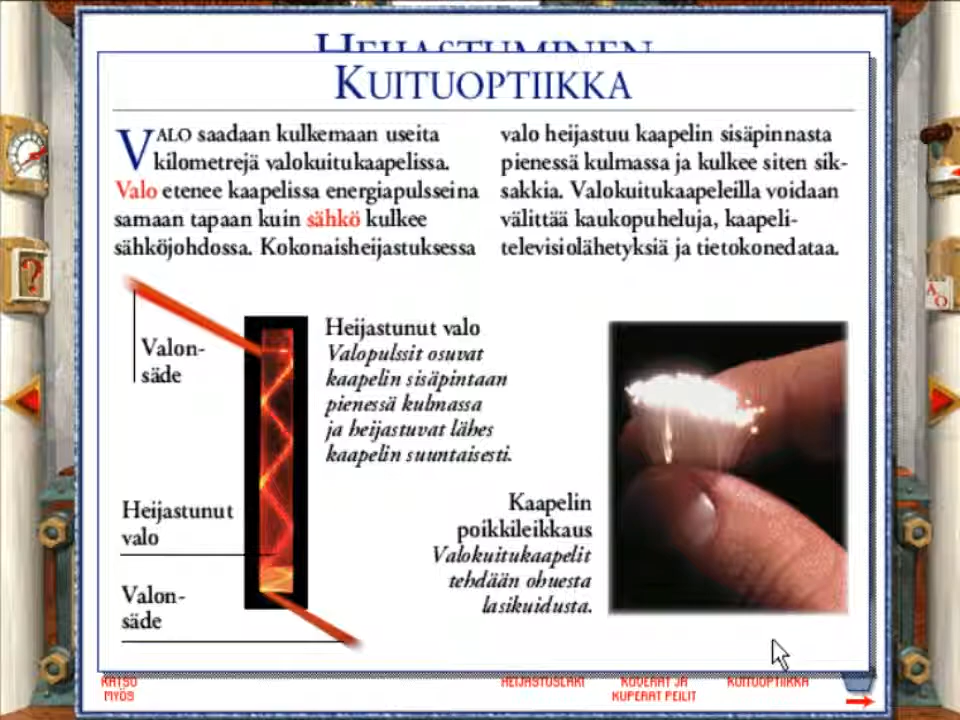 HEIJASTUMINEN
KUITUOPTIIKKA
VALO saadaan kulkemaan useita
kilometrejä valokuitukaapelissa.
Valo etenee kaapelissa energiapulsseina
samaan tapaan kuin sähkö kulkee
sähköjohdossa. Kokonaisheijastuksessa
valo heijastuu kaapelin sisäpinnasta
pienessä kulmassa ja kulkee siten sik-
sakkia. Valokuitukaapeleilla voidaan
välittää kaukopuheluja, kaapeli-
televisiolähetyksiä ja tietokonedataa.
Valon-
säde
Heijastunut valo
Valopulssit osuvat
kaapelin sisäpintaan
pienessä kulmassa
ja heijastuvat lähes
kaapelin suuntaisesti.
Heijastunut
valo
Valon-
säde
Kaapelin
poikkileikkaus
Valokuitukaapelit
tehdään ohuesta
lasikuidusta.
?
A
O
KATSO
MYÖS
HEIJASTUSLAKI
KOVERAT JA
KUPERAT PEILIT
KUITUOPTIIKKA